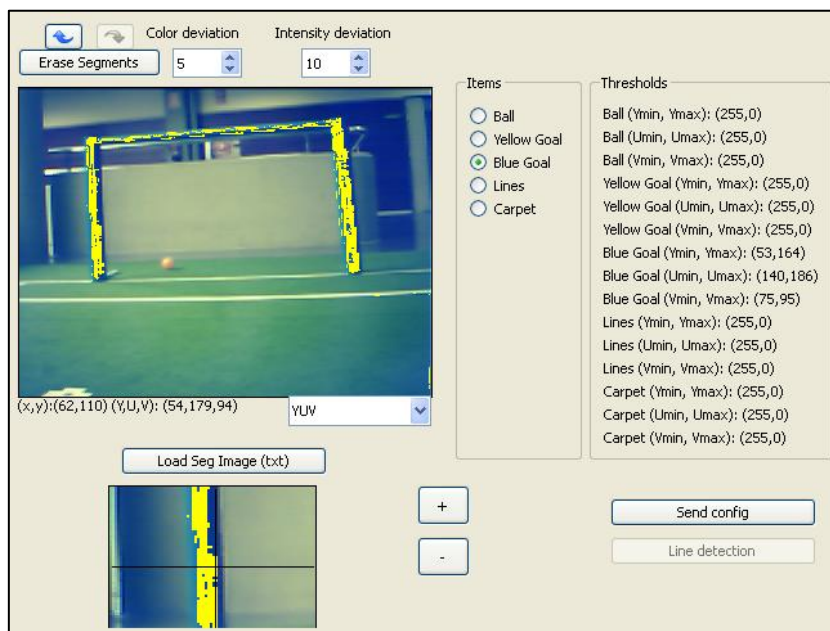 Color deviation
Intensity deviation
Erase Segments
5
10
Items
Ball
Yellow Goal
Blue Goal
Lines
Carpet
Thresholds
Ball (Ymin, Ymax): (255,0)
Ball (Umin, Umax): (255,0)
Ball (Vmin, Vmax): (255,0)
Yellow Goal (Ymin, Ymax): (255,0)
Yellow Goal (Umin, Umax): (255,0)
Yellow Goal (Vmin, Vmax): (255,0)
Blue Goal (Ymin, Ymax): (53,164)
Blue Goal (Umin, Umax): (140,186)
Blue Goal (Vmin, Vmax): (75,95)
Lines (Ymin, Ymax): (255,0)
Lines (Umin, Umax): (255,0)
Lines (Vmin, Vmax): (255,0)
Carpet (Ymin, Ymax): (255,0)
Carpet (Umin, Umax): (255,0)
Carpet (Vmin, Vmax): (255,0)
(x,y):(62,110) (Y,U,V): (54,179,94)
YUV
Load Seg Image (txt)
+
-
Send config
Line detection